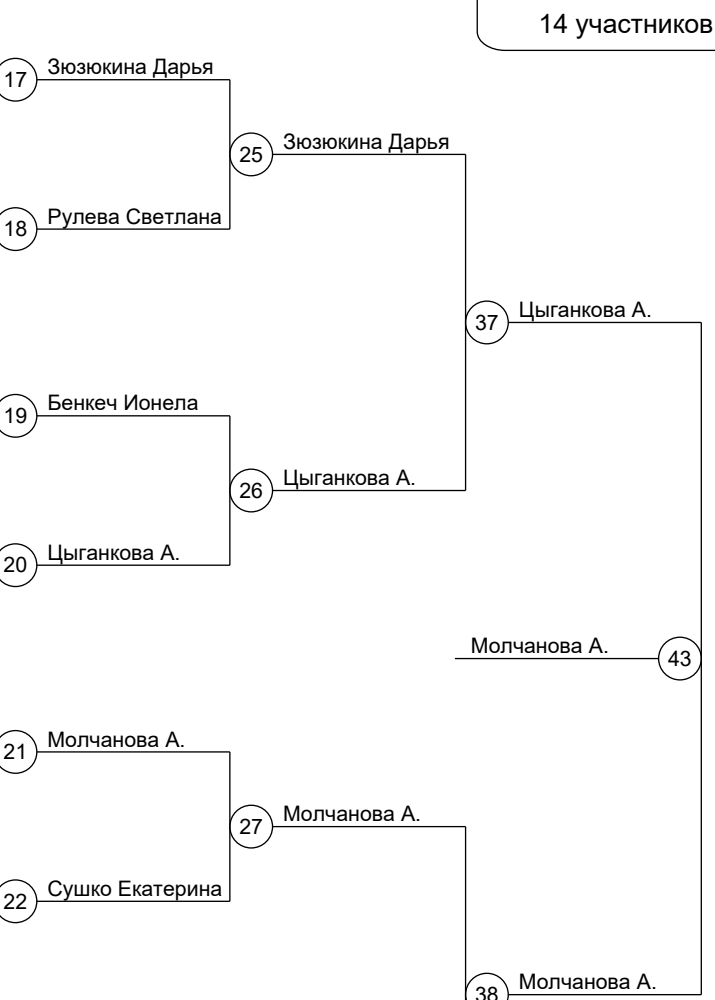 14 участников
17 Зюзюкина Дарья
25 Зюзюкина Дарья
18 Рулева Светлана
37 Цыганкова А.
19 Бенкеч Ионела
26 Цыганкова А.
20 Цыганкова А.
Молчанова А. 43
21 Молчанова А.
27 Молчанова А.
22 Сушко Екатерина
38 Молчанова А.